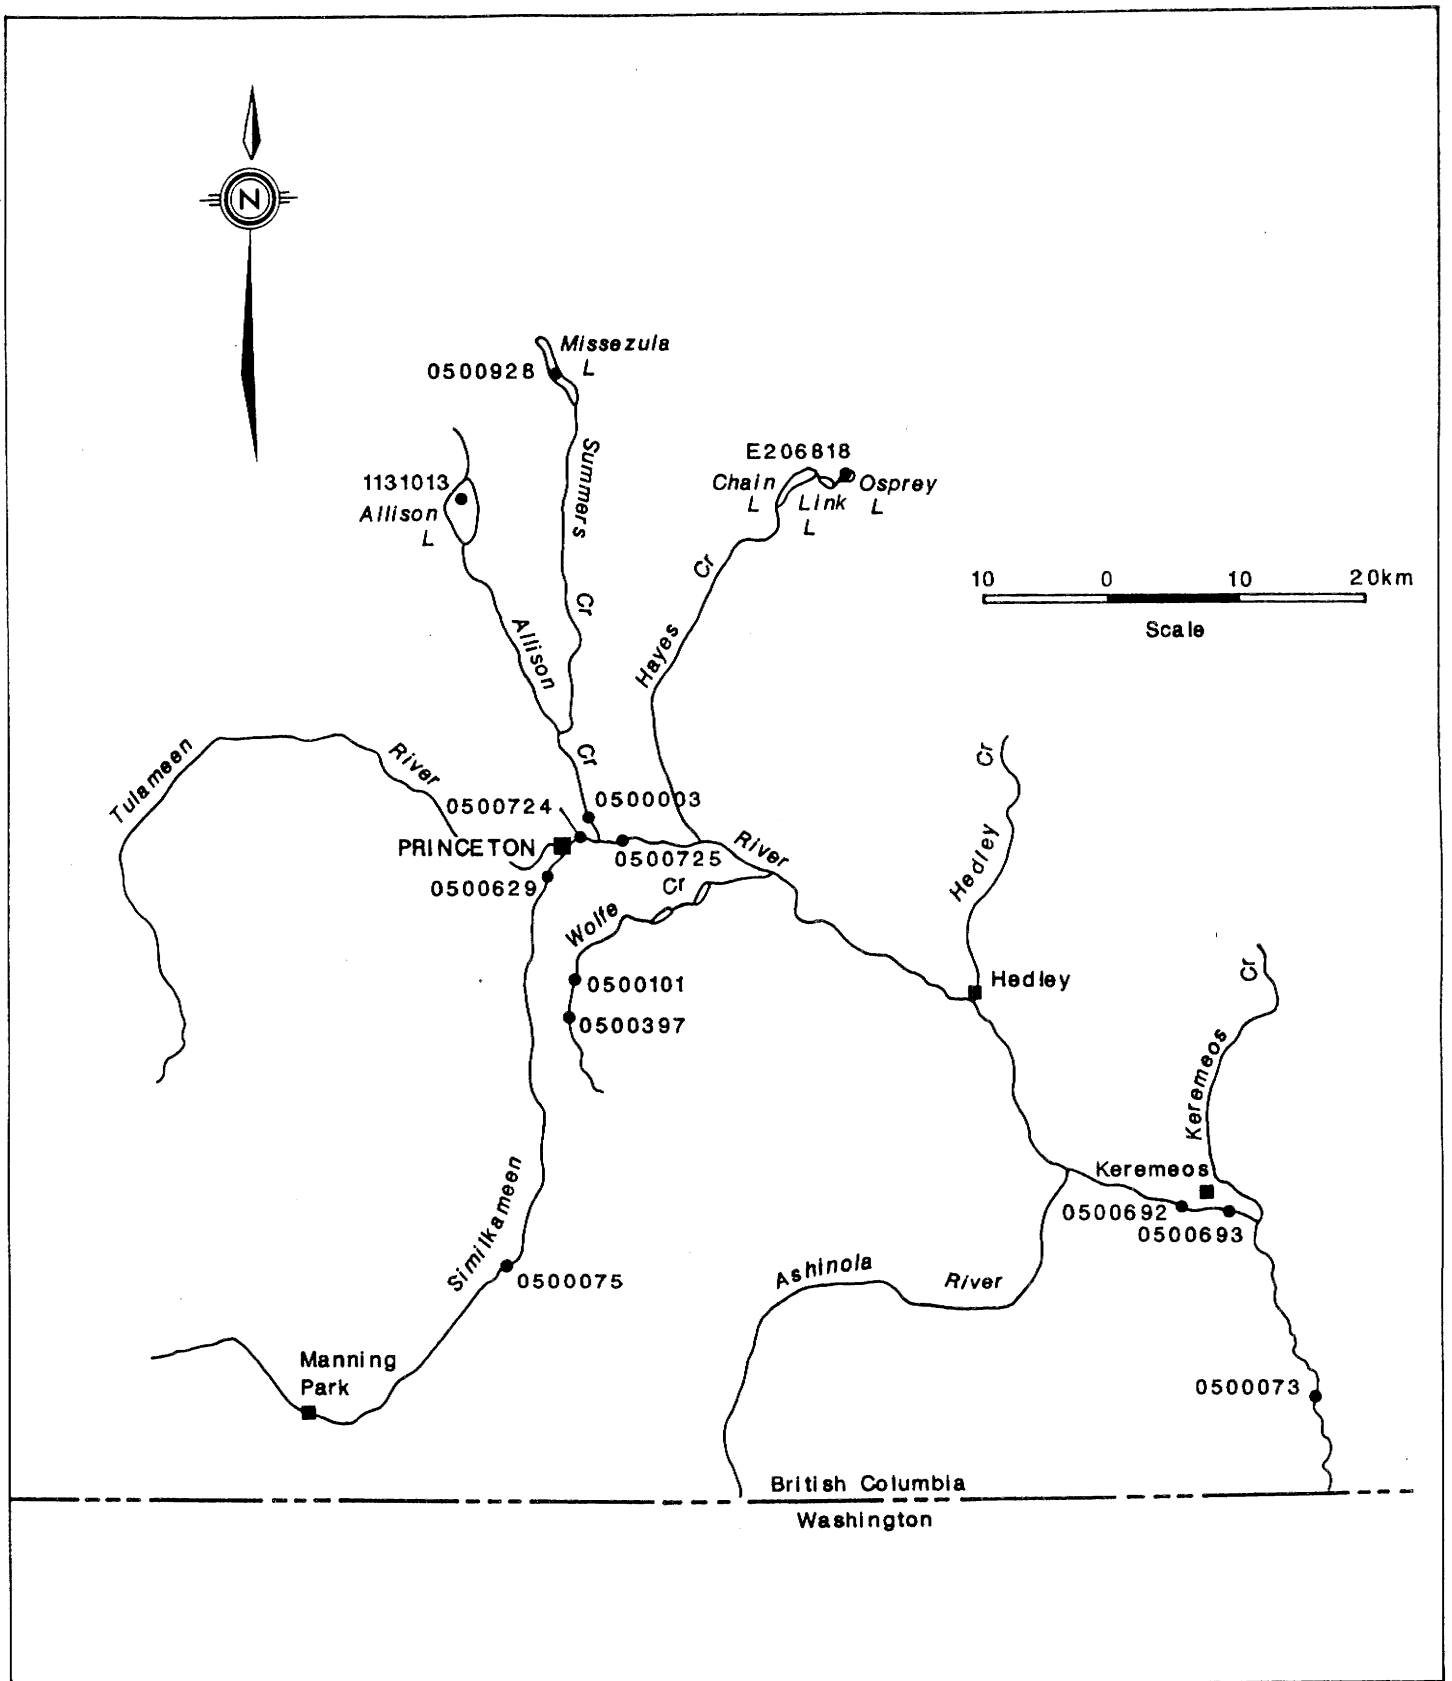 N
Missezula
L
0500928
Summers
Cr
E206818
Chain
L
Link
L
Osprey
L
1131013
Allison
L
10 0 10 20km
Scale
Allison
Cr
Hayes
Cr
Tulameen
River
0500724
0500003
PRINCETON
0500725
River
0500629
Wolfe
Cr
0500101
0500397
Hedley
Cr
Hedley
Keremeos
Cr
Keremeos
0500692
0500693
Similkameen
0500075
Ashinola
River
Manning
Park
0500073
British Columbia
Washington